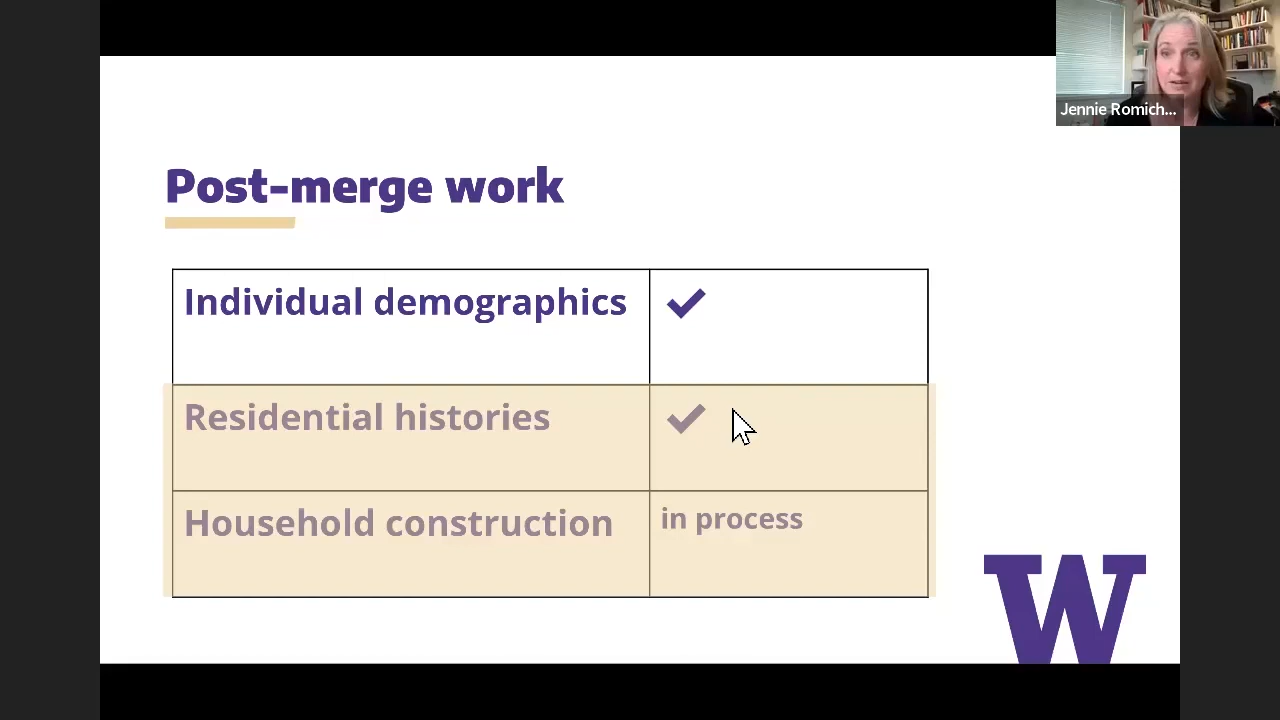 Jennie Romich...
Post-merge work
Individual demographics
Residential histories
Household construction
in process
W